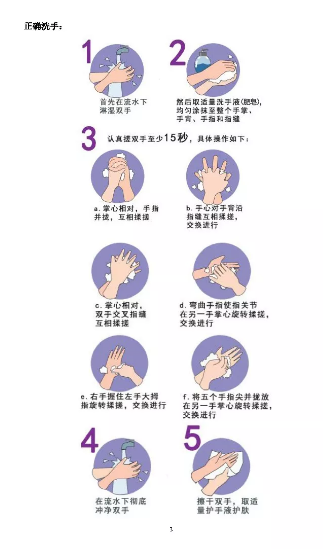 正确洗手：
1
首先在流水下
淋湿双手
2
然后取适量洗手液(肥皂),
均匀涂抹至整个手掌、
手背、手指和指缝
3 认真搓双手至少15秒，具体操作如下：
a.掌心相对，手指
并拢，互相揉搓
b.手心对手背沿
指缝互相揉搓，
交换进行
c.掌心相对，
双手交叉指缝
互相揉搓
d.弯曲手指使指关节
在另一手掌心旋转揉搓，
交换进行
e.右手握住左手大拇
指旋转揉搓，交换进行
f.将五个手指尖并拢放
在另一手掌心旋转揉搓，
交换进行
4
在流水下彻底
冲净双手
5
擦干双手，取适
量护手液护肤